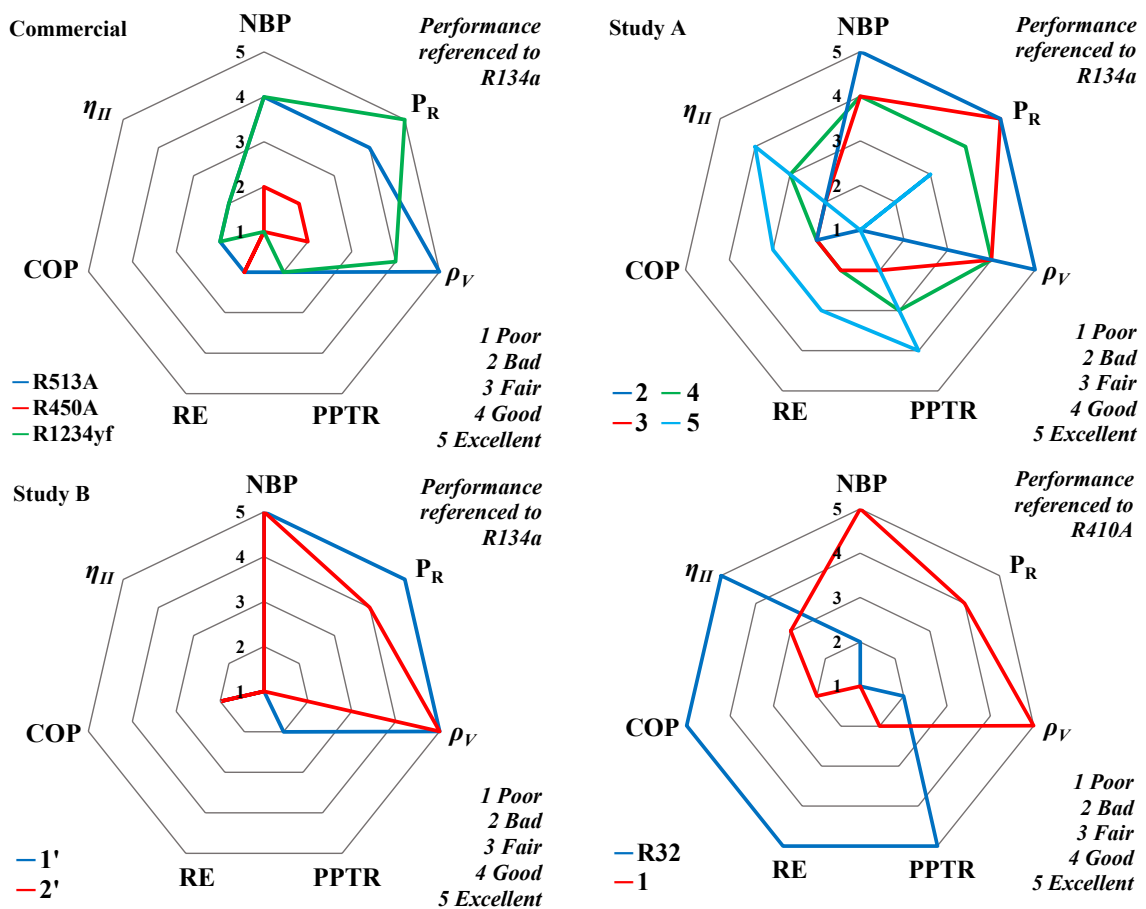 Commercial
NBP
Performance
referenced to
R134a
5
4
3
2
1
P_R
η_II
ρ_V
COP
RE
PPTR
1 Poor
2 Bad
3 Fair
4 Good
5 Excellent
R513A
R450A
R1234yf
Study A
NBP
Performance
referenced to
R134a
5
4
3
2
1
P_R
η_II
ρ_V
COP
RE
PPTR
1 Poor
2 Bad
3 Fair
4 Good
5 Excellent
2 4
3 5
Study B
NBP
Performance
referenced to
R134a
5
4
3
2
1
P_R
η_II
ρ_V
COP
RE
PPTR
1 Poor
2 Bad
3 Fair
4 Good
5 Excellent
1'
2'
NBP
Performance
referenced to
R410A
5
4
3
2
1
P_R
η_II
ρ_V
COP
RE
PPTR
1 Poor
2 Bad
3 Fair
4 Good
5 Excellent
R32
1